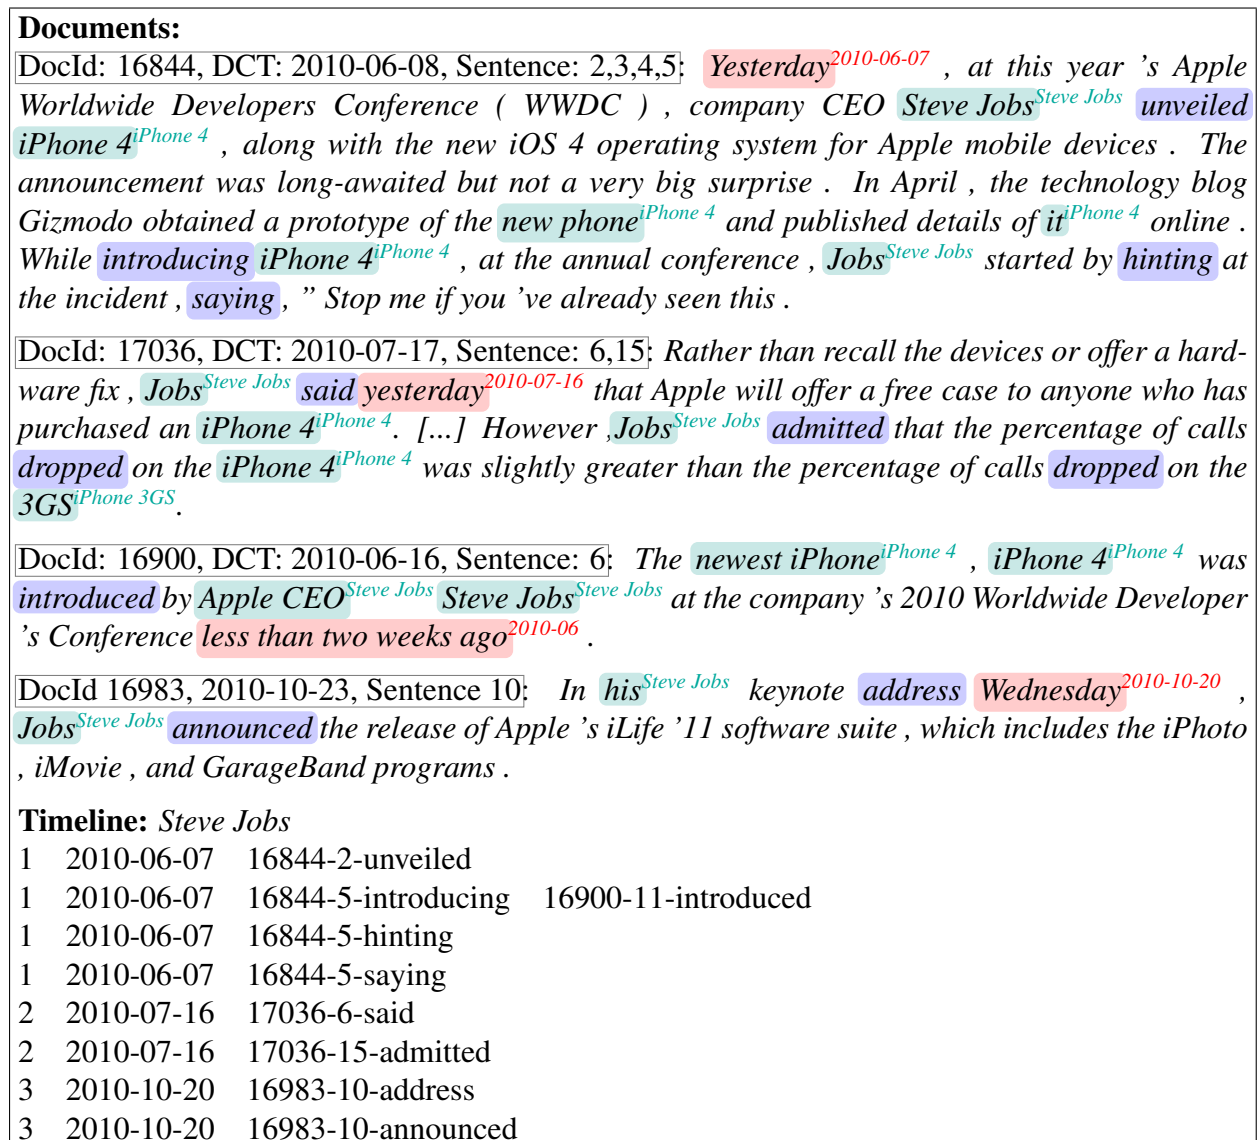 Documents:
DocId: 16844, DCT: 2010-06-08, Sentence: 2,3,4,5: Yesterday2010-06-07 , at this year 's Apple
Worldwide Developers Conference ( WWDC ) , company CEO Steve JobsSteve Jobs unveiled
iPhone 4iPhone 4 , along with the new iOS 4 operating system for Apple mobile devices . The
announcement was long-awaited but not a very big surprise . In April , the technology blog
Gizmodo obtained a prototype of the new phoneiPhone 4 and published details of itiPhone 4 online .
While introducing iPhone 4iPhone 4 , at the annual conference , JobsSteve Jobs started by hinting at
the incident , saying , ” Stop me if you 've already seen this .
DocId: 17036, DCT: 2010-07-17, Sentence: 6,15: Rather than recall the devices or offer a hard-
ware fix , JobsSteve Jobs said yesterday2010-07-16 that Apple will offer a free case to anyone who has
purchased an iPhone 4iPhone 4. [...] However ,JobsSteve Jobs admitted that the percentage of calls
dropped on the iPhone 4iPhone 4 was slightly greater than the percentage of calls dropped on the
3GSiPhone 3GS.
DocId: 16900, DCT: 2010-06-16, Sentence: 6: The newest iPhoneiPhone 4 , iPhone 4iPhone 4 was
introduced by Apple CEOSteve Jobs Steve JobsSteve Jobs at the company 's 2010 Worldwide Developer
's Conference less than two weeks ago2010-06 .
DocId 16983, 2010-10-23, Sentence 10: In hisSteve Jobs keynote address Wednesday2010-10-20 ,
JobsSteve Jobs announced the release of Apple 's iLife '11 software suite , which includes the iPhoto
, iMovie , and GarageBand programs .
Timeline: Steve Jobs
1 2010-06-07 16844-2-unveiled
1 2010-06-07 16844-5-introducing 16900-11-introduced
1 2010-06-07 16844-5-hinting
1 2010-06-07 16844-5-saying
2 2010-07-16 17036-6-said
2 2010-07-16 17036-15-admitted
3 2010-10-20 16983-10-address
3 2010-10-20 16983-10-announced